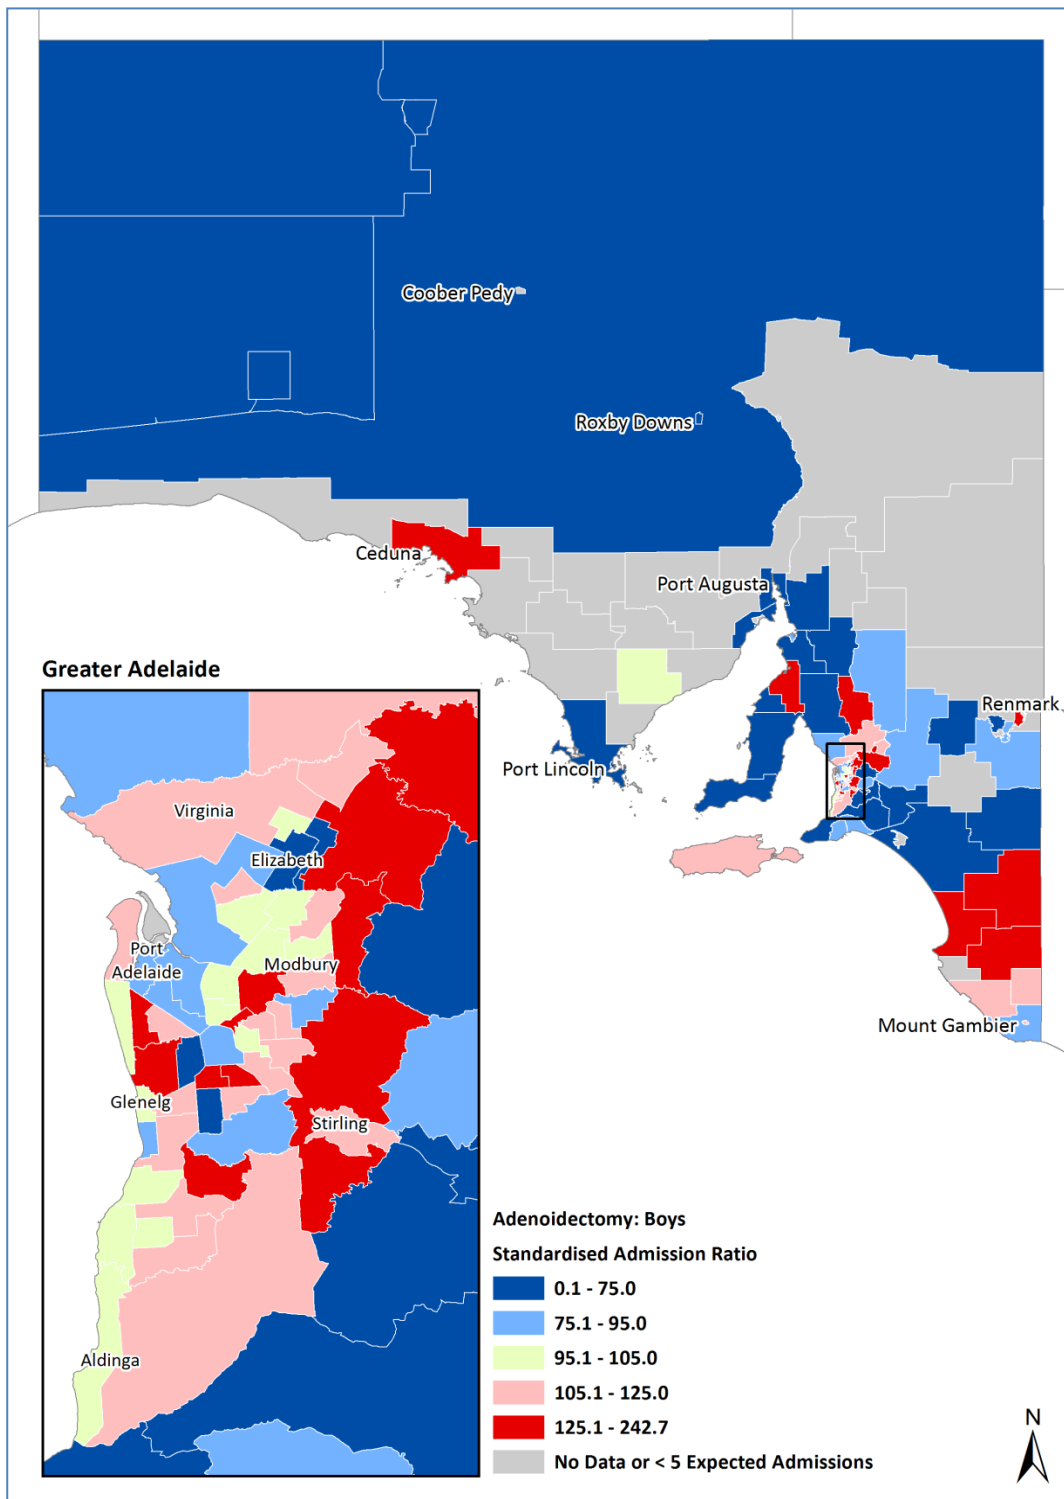 Coober Pedy
Roxby Downs
Ceduna
Port Augusta
Greater Adelaide
Renmark
Port Lincoln
Virginia
Elizabeth
Port
Adelaide
Modbury
Mount Gambier
Glenelg
Stirling
Aldinga
Adenoidectomy: Boys
Standardised Admission Ratio
0.1 - 75.0
75.1 - 95.0
95.1 - 105.0
105.1 - 125.0
125.1 - 242.7
No Data or < 5 Expected Admissions
N